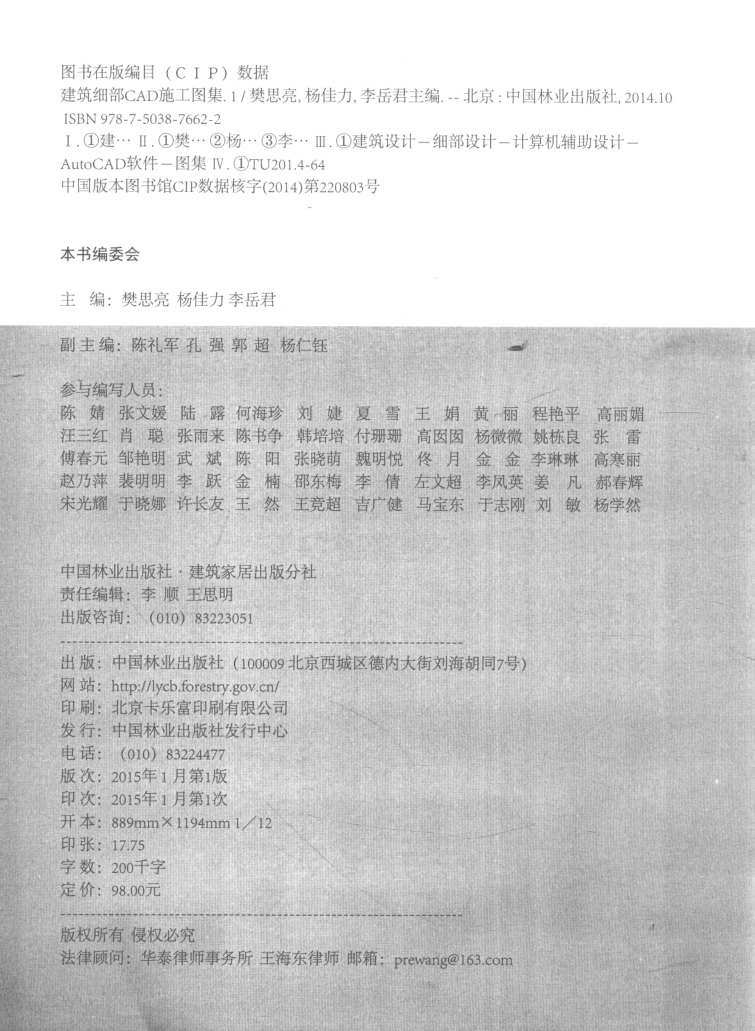 图书在版编目（ＣＩＰ）数据
建筑细部CAD施工图集. 1 / 樊思亮, 杨佳力, 李岳君主编. -- 北京 : 中国林业出版社, 2014.10
ISBN 978-7-5038-7662-2
Ⅰ. ①建… Ⅱ. ①樊… ②杨… ③李… Ⅲ. ①建筑设计－细部设计－计算机辅助设计－
AutoCAD软件－图集 Ⅳ. ①TU201.4-64
中国版本图书馆CIP数据核字(2014)第220803号
本书编委会
主 编：樊思亮 杨佳力 李岳君
副主编：陈礼军 孔 强 郭 超 杨仁钰
参与编写人员：
陈 婧 张文媛 陆 露 何海珍 刘 婕 夏 雪 王 娟 黄 丽 程艳平 高丽媚
汪三红 肖 聪 张雨来 陈书争 韩培培 付珊珊 高囡囡 杨微微 姚栋良 张 雷
傅春元 邹艳明 武 斌 陈 阳 张晓萌 魏明悦 佟 月 金 金 李琳琳 高寒丽
赵乃萍 裴明明 李 跃 金 楠 邵东梅 李 倩 左文超 李凤英 姜 凡 郝春辉
宋光耀 于晓娜 许长友 王 然 王竞超 吉广健 马宝东 于志刚 刘 敏 杨学然
中国林业出版社 · 建筑家居出版分社
责任编辑：李 顺 王思明
出版咨询：（010）83223051
出 版：中国林业出版社（100009 北京西城区德内大街刘海胡同7号）
网 站：http://lycb.forestry.gov.cn/
印 刷：北京卡乐富印刷有限公司
发 行：中国林业出版社发行中心
电 话：（010）83224477
版 次：2015年 1 月第1版
印 次：2015年 1 月第1次
开 本：889mm×1194mm 1／12
印 张：17.75
字 数：200千字
定 价：98.00元
版权所有 侵权必究
法律顾问：华泰律师事务所 王海东律师 邮箱：prewang@163.com